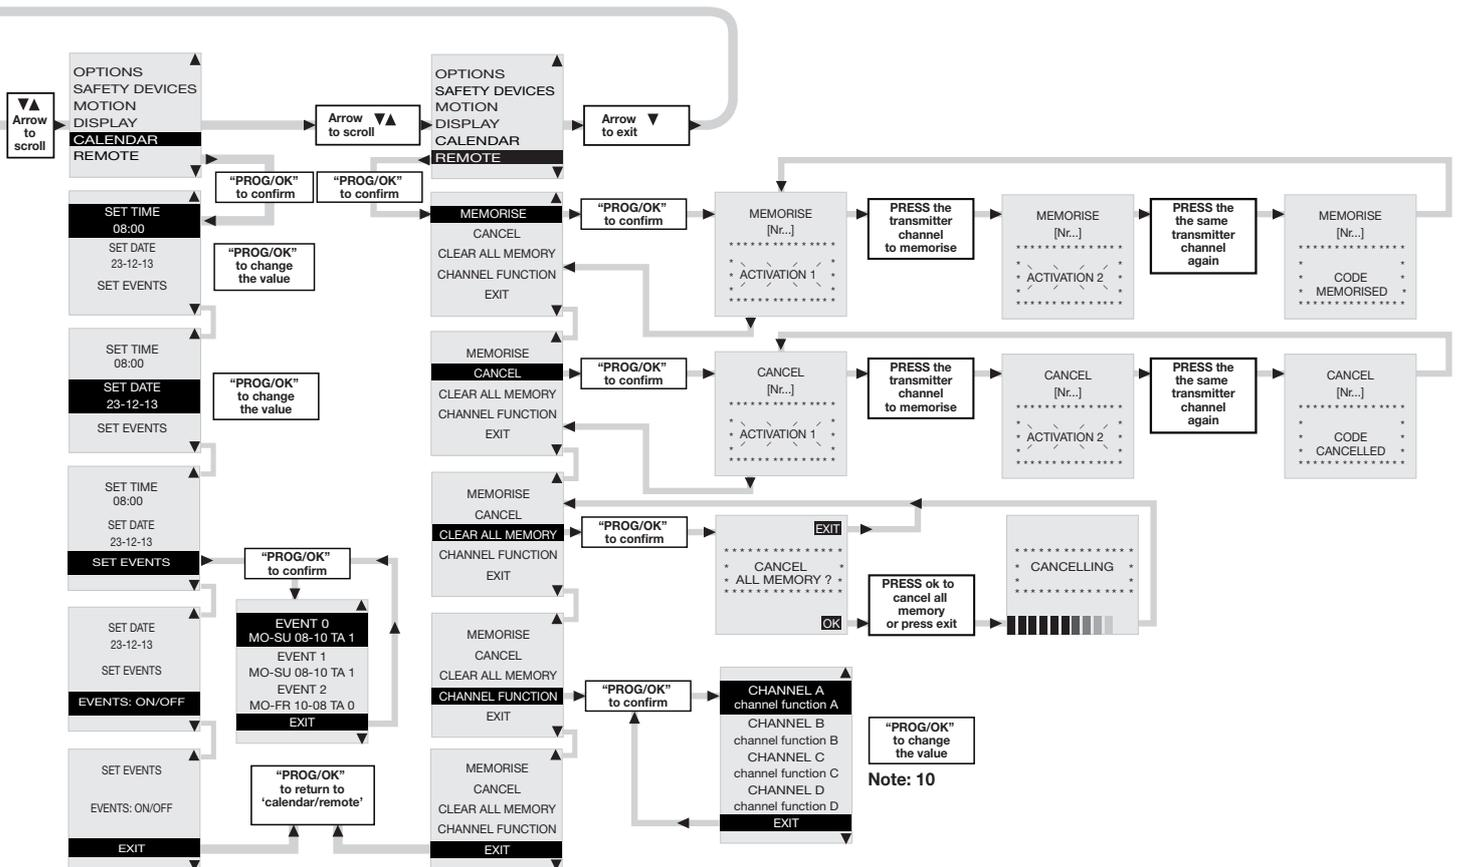 ▼▲
Arrow
to
scroll
OPTIONS
SAFETY DEVICES
MOTION
DISPLAY
CALENDAR
REMOTE
Arrow ▼▲
to scroll
OPTIONS
SAFETY DEVICES
MOTION
DISPLAY
CALENDAR
REMOTE
Arrow ▼
to exit
“PROG/OK”
to confirm
“PROG/OK”
to confirm
SET TIME
08:00
SET DATE
23-12-13
SET EVENTS
“PROG/OK”
to change
the value
SET TIME
08:00
SET DATE
23-12-13
SET EVENTS
“PROG/OK”
to change
the value
SET TIME
08:00
SET DATE
23-12-13
SET EVENTS
“PROG/OK”
to confirm
EVENT 0
MO-SU 08-10 TA 1
EVENT 1
MO-SU 08-10 TA 1
EVENT 2
MO-FR 10-08 TA 0
EXIT
SET DATE
23-12-13
SET EVENTS
EVENTS: ON/OFF
SET EVENTS
EVENTS: ON/OFF
EXIT
“PROG/OK”
to return to
‘calendar/remote’
MEMORISE
CANCEL
CLEAR ALL MEMORY
CHANNEL FUNCTION
EXIT
“PROG/OK”
to confirm
MEMORISE
[Nr...]
ACTIVATION 1
PRESS the
transmitter
channel
to memorise
MEMORISE
[Nr...]
ACTIVATION 2
PRESS the
the same
transmitter
channel
again
MEMORISE
[Nr...]
CODE
MEMORISED
MEMORISE
CANCEL
CLEAR ALL MEMORY
CHANNEL FUNCTION
EXIT
“PROG/OK”
to confirm
CANCEL
[Nr...]
ACTIVATION 1
PRESS the
transmitter
channel
to memorise
CANCEL
[Nr...]
ACTIVATION 2
PRESS the
the same
transmitter
channel
again
CANCEL
[Nr...]
CODE
CANCELLED
MEMORISE
CANCEL
CLEAR ALL MEMORY
CHANNEL FUNCTION
EXIT
“PROG/OK”
to confirm
EXIT
CANCEL
ALL MEMORY ?
OK
PRESS ok to
cancel all
memory
or press exit
CANCELLING
MEMORISE
CANCEL
CLEAR ALL MEMORY
CHANNEL FUNCTION
EXIT
“PROG/OK”
to confirm
CHANNEL A
channel function A
CHANNEL B
channel function B
CHANNEL C
channel function C
CHANNEL D
channel function D
EXIT
“PROG/OK”
to change
the value
Note: 10
MEMORISE
CANCEL
CLEAR ALL MEMORY
CHANNEL FUNCTION
EXIT